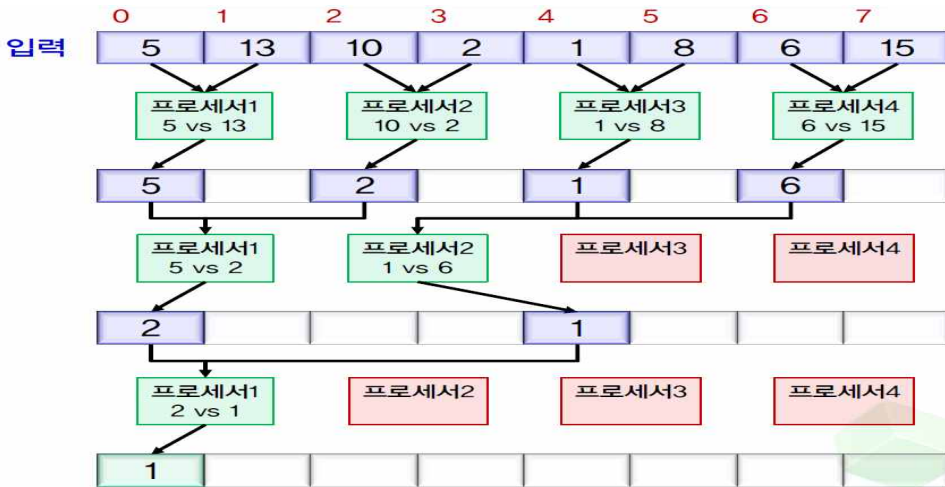 0 1 2 3 4 5 6 7
입력 5 13 10 2 1 8 6 15
프로세서1 프로세서2 프로세서3 프로세서4
5 vs 13 10 vs 2 1 vs 8 6 vs 15
5 2 1 6
프로세서1 프로세서2 프로세서3 프로세서4
5 vs 2 1 vs 6
2 1
프로세서1 프로세서2 프로세서3 프로세서4
2 vs 1
1